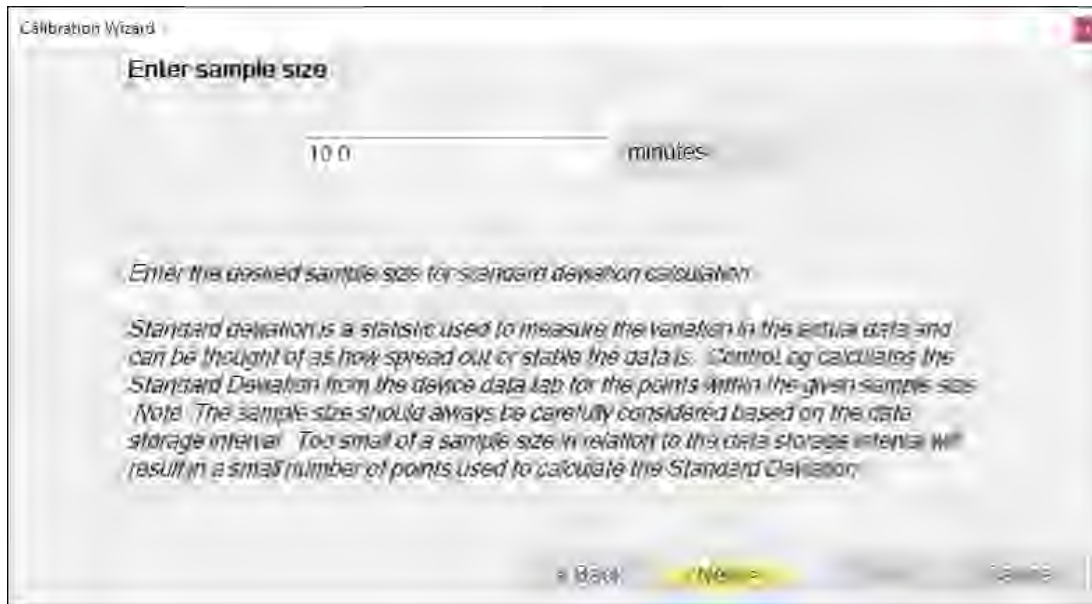 Calibration Wizard
Enter sample size
10.0 minutes
Enter the desired sample size for standard deviation calculation.
Standard deviation is a statistic used to measure the variation in the actual data and
can be thought of as how spread out or stable the data is. ControLog calculates the
Standard Deviation from the device data tab for the points within the given sample size.
Note: The sample size should always be carefully considered based on the data
storage interval. Too small of a sample size in relation to the data storage interval will
result in a small number of points used to calculate the Standard Deviation.
< Back Next > Cancel